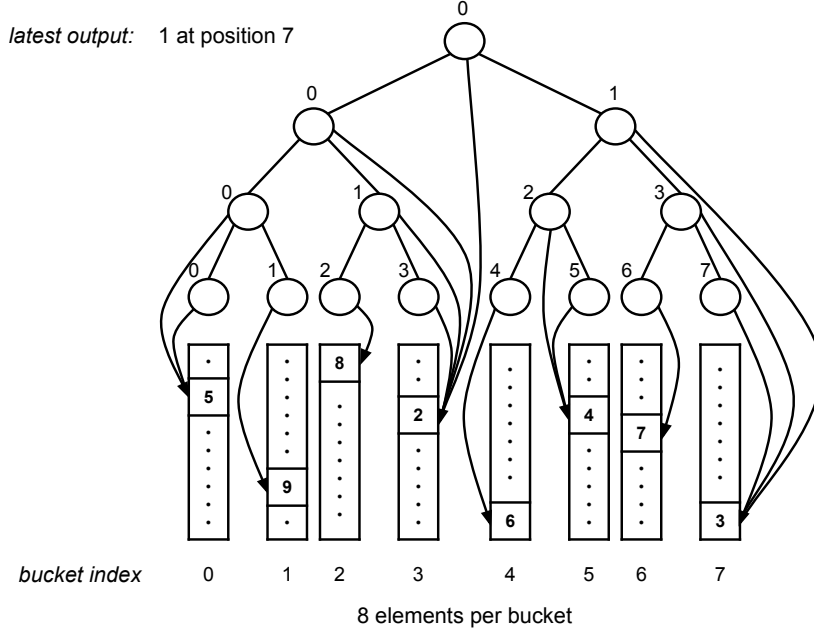 0
latest output: 1 at position 7
0 1
0 1 2 3
0 1 2 3 4 5 6 7
8
5
2 4
7
9
6 3
bucket index 0 1 2 3 4 5 6 7
8 elements per bucket